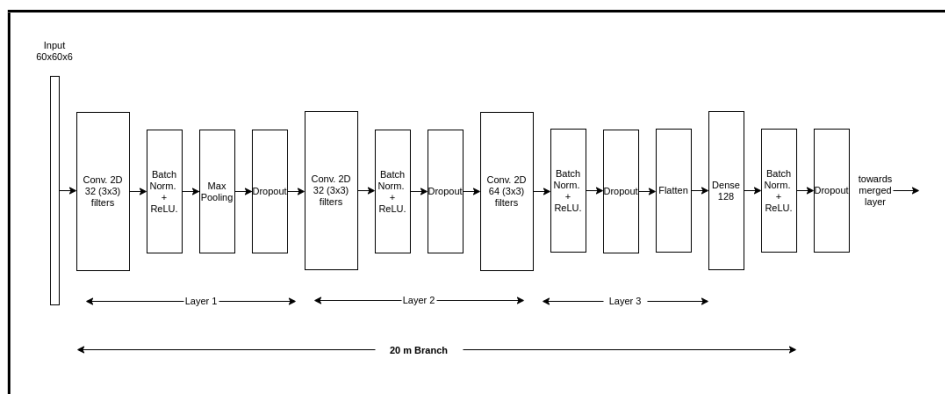 Input
60x60x6
Conv. 2D
32 (3x3)
filters
Batch
Norm.
+
ReLU.
Max
Pooling
Dropout
Conv. 2D
32 (3x3)
filters
Batch
Norm.
+
ReLU.
Dropout
Conv. 2D
64 (3x3)
filters
Batch
Norm.
+
ReLU.
Dropout
Flatten
Dense
128
Batch
Norm.
+
ReLU.
Dropout
towards
merged
layer
Layer 1
Layer 2
Layer 3
20 m Branch